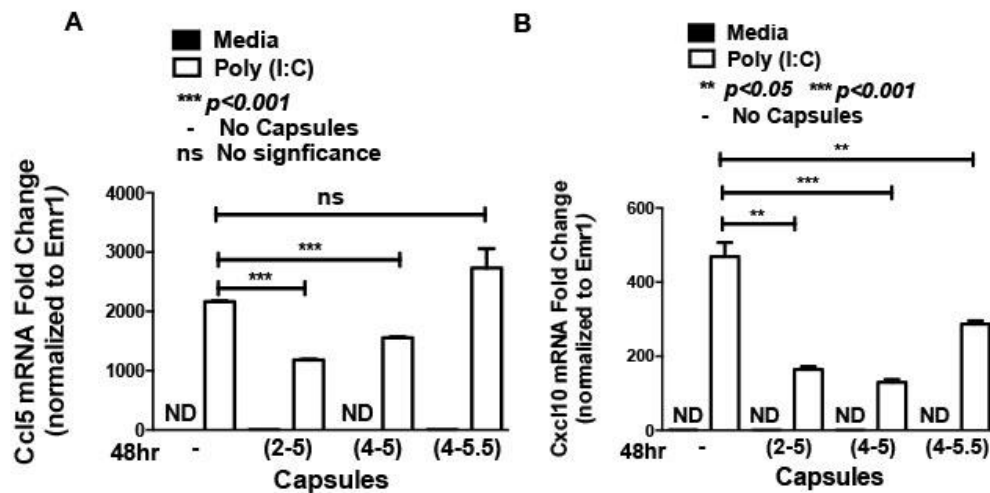 A
Media
Poly (I:C)
*** p<0.001
- No Capsules
ns No signficance
Ccl5 mRNA Fold Change
(normalized to Emr1)
4000
3000
2000
1000
0
ns
***
***
ND
ND
48hr - (2-5) (4-5) (4-5.5)
Capsules
B
Media
Poly (I:C)
** p<0.05 *** p<0.001
- No Capsules
Cxcl10 mRNA Fold Change
(normalized to Emr1)
600
400
200
0
**
***
**
ND ND ND ND
48hr - (2-5) (4-5) (4-5.5)
Capsules